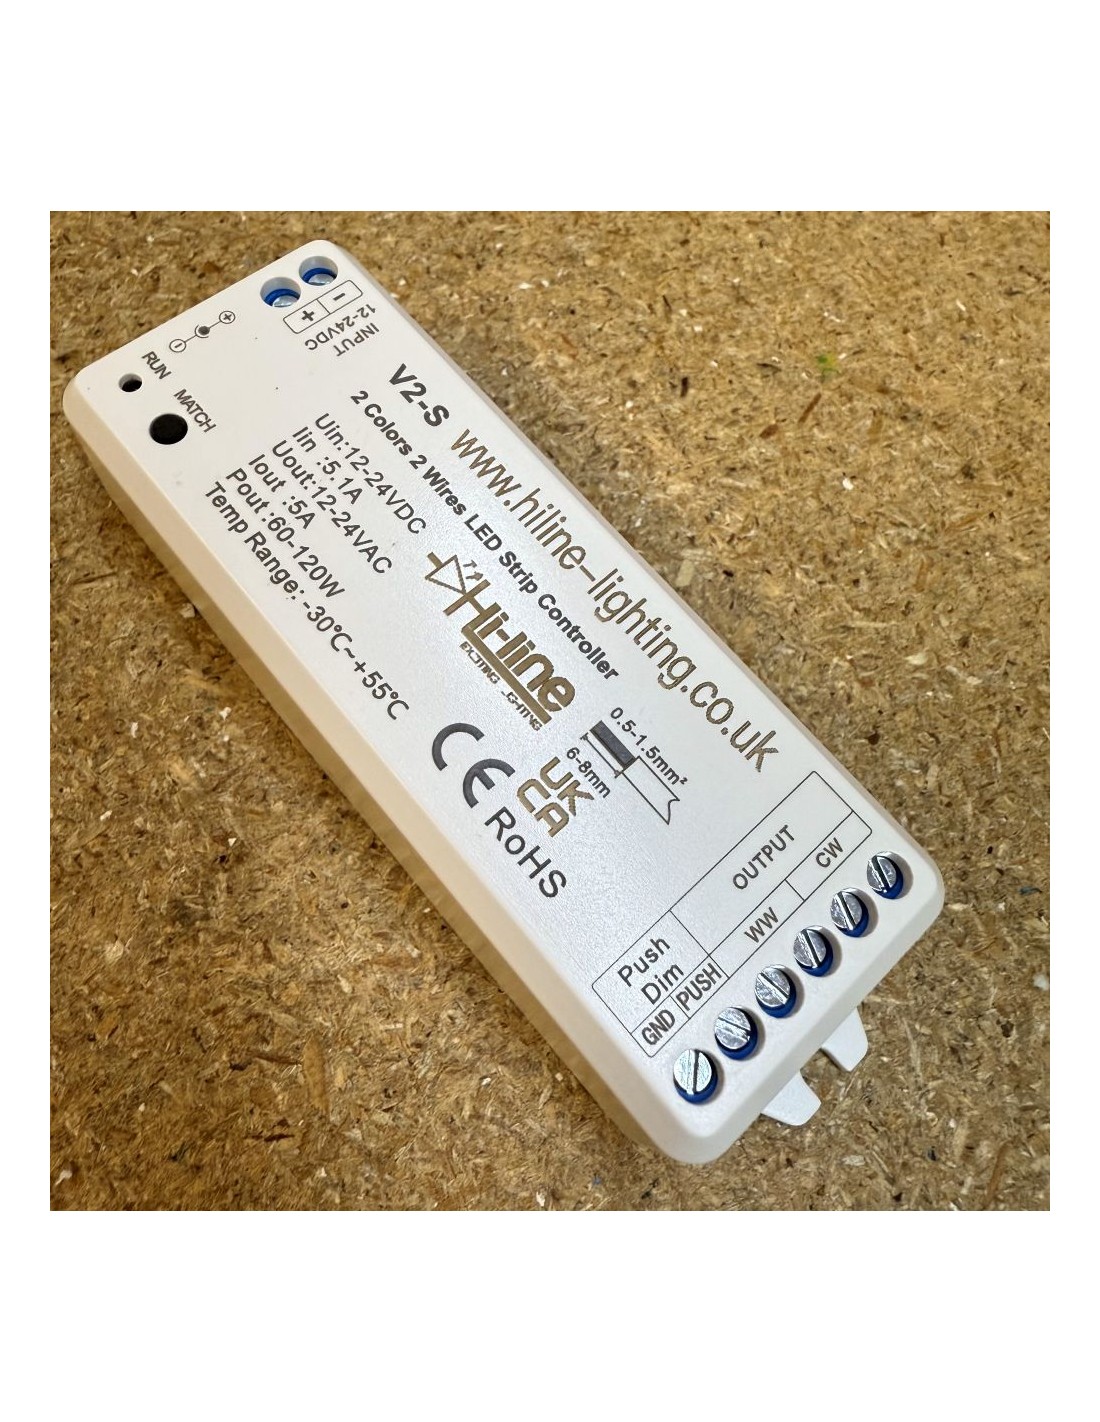 −
+
12-24VDC
INPUT
+
−
RUN
MATCH
V2-S
www.hiline-lighting.co.uk
2 Colors 2 Wires LED Strip Controller
Uin:12-24VDC
Iin :5.1A
Uout:12-24VAC
Iout :5A
Pout :60-120W
Temp Range: -30°C~+55°C
Hi-line
EXCITING LIGHTING
0.5-1.5mm²
6-8mm
CE
UK
CA
RoHS
OUTPUT
CW
WW
Push
Dim
PUSH
GND